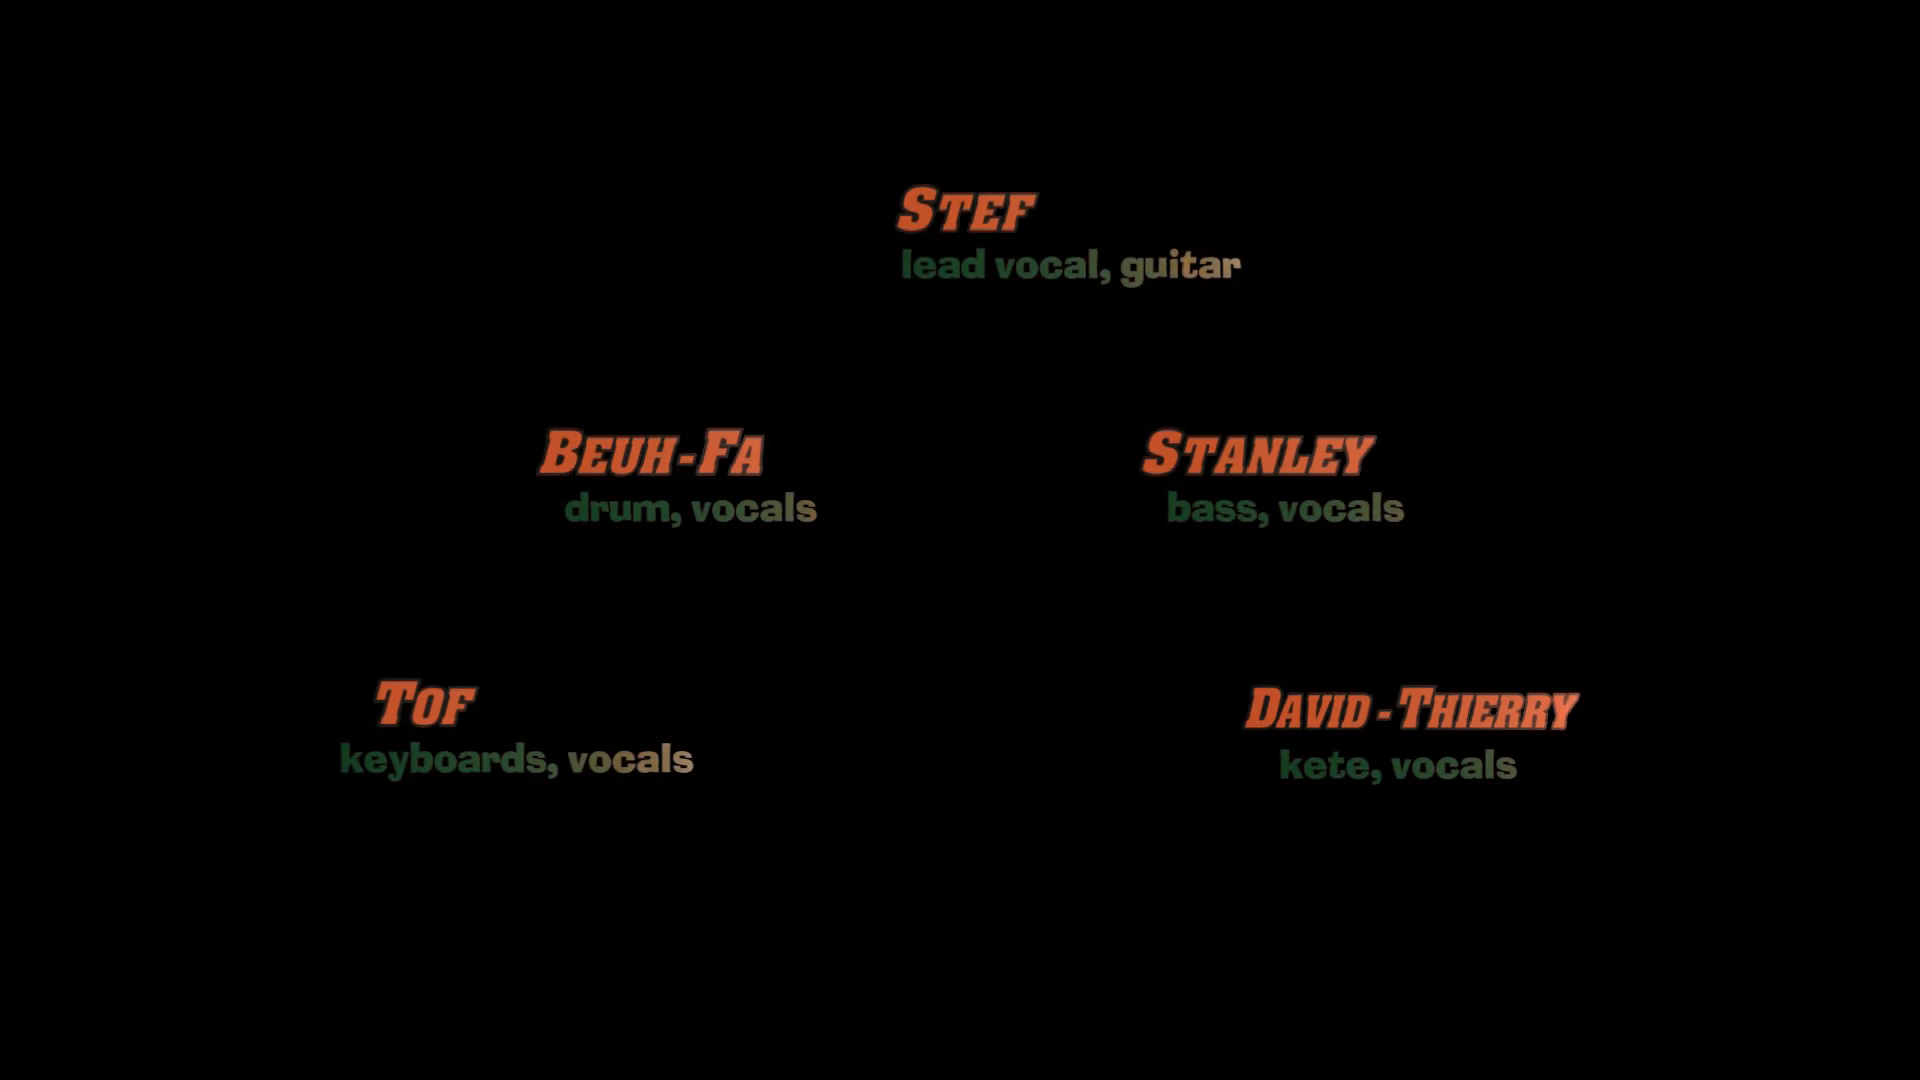 Stef
lead vocal, guitar
Beuh-Fa
drum, vocals
Stanley
bass, vocals
Tof
keyboards, vocals
David-Thierry
kete, vocals